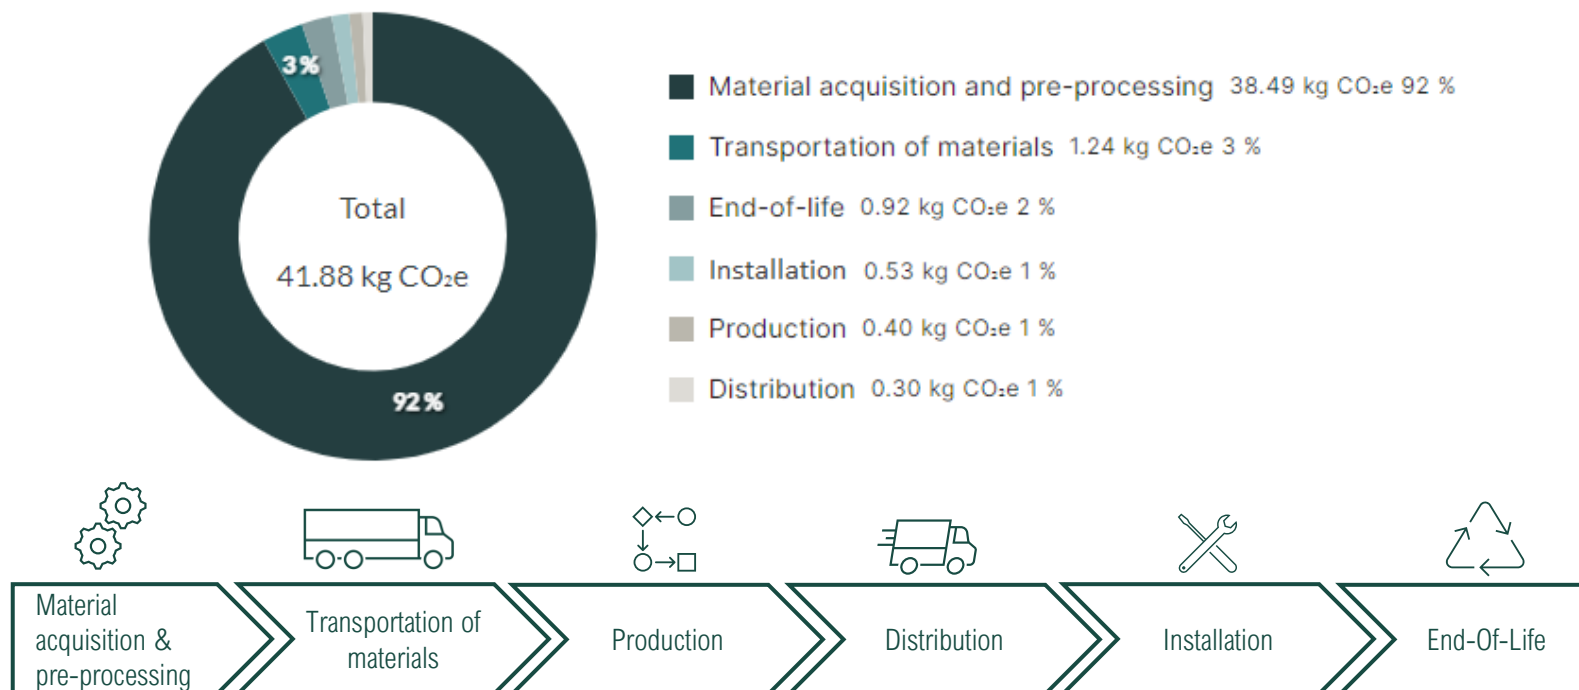 3%
Total
41.88 kg CO₂e
92%
Material acquisition and pre-processing 38.49 kg CO₂e 92 %
Transportation of materials 1.24 kg CO₂e 3 %
End-of-life 0.92 kg CO₂e 2 %
Installation 0.53 kg CO₂e 1 %
Production 0.40 kg CO₂e 1 %
Distribution 0.30 kg CO₂e 1 %
Material
acquisition &
pre-processing
Transportation of
materials
Production
Distribution
Installation
End-Of-Life